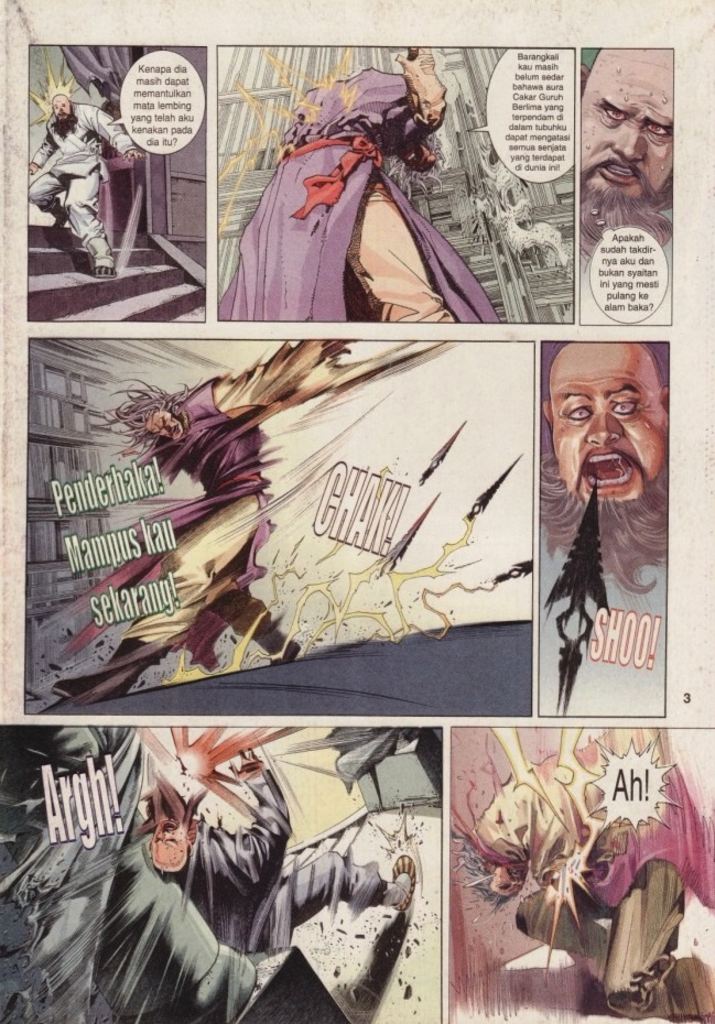 Kenapa dia
masih dapat
memantulkan
mata lembing
yang telah aku
kenakan pada
dia itu?
Barangkali
kau masih
belum sedar
bahawa aura
Cakar Guruh
Berlima yang
terpendam di
dalam tubuhku
dapat mengatasi
semua senjata
yang terdapat
di dunia ini!
Apakah
sudah takdir-
nya aku dan
bukan syaitan
ini yang mesti
pulang ke
alam baka?
Penderhaka!
Mampus kau
sekarang!
CHAK!
SHOO!
3
Argh!
Ah!